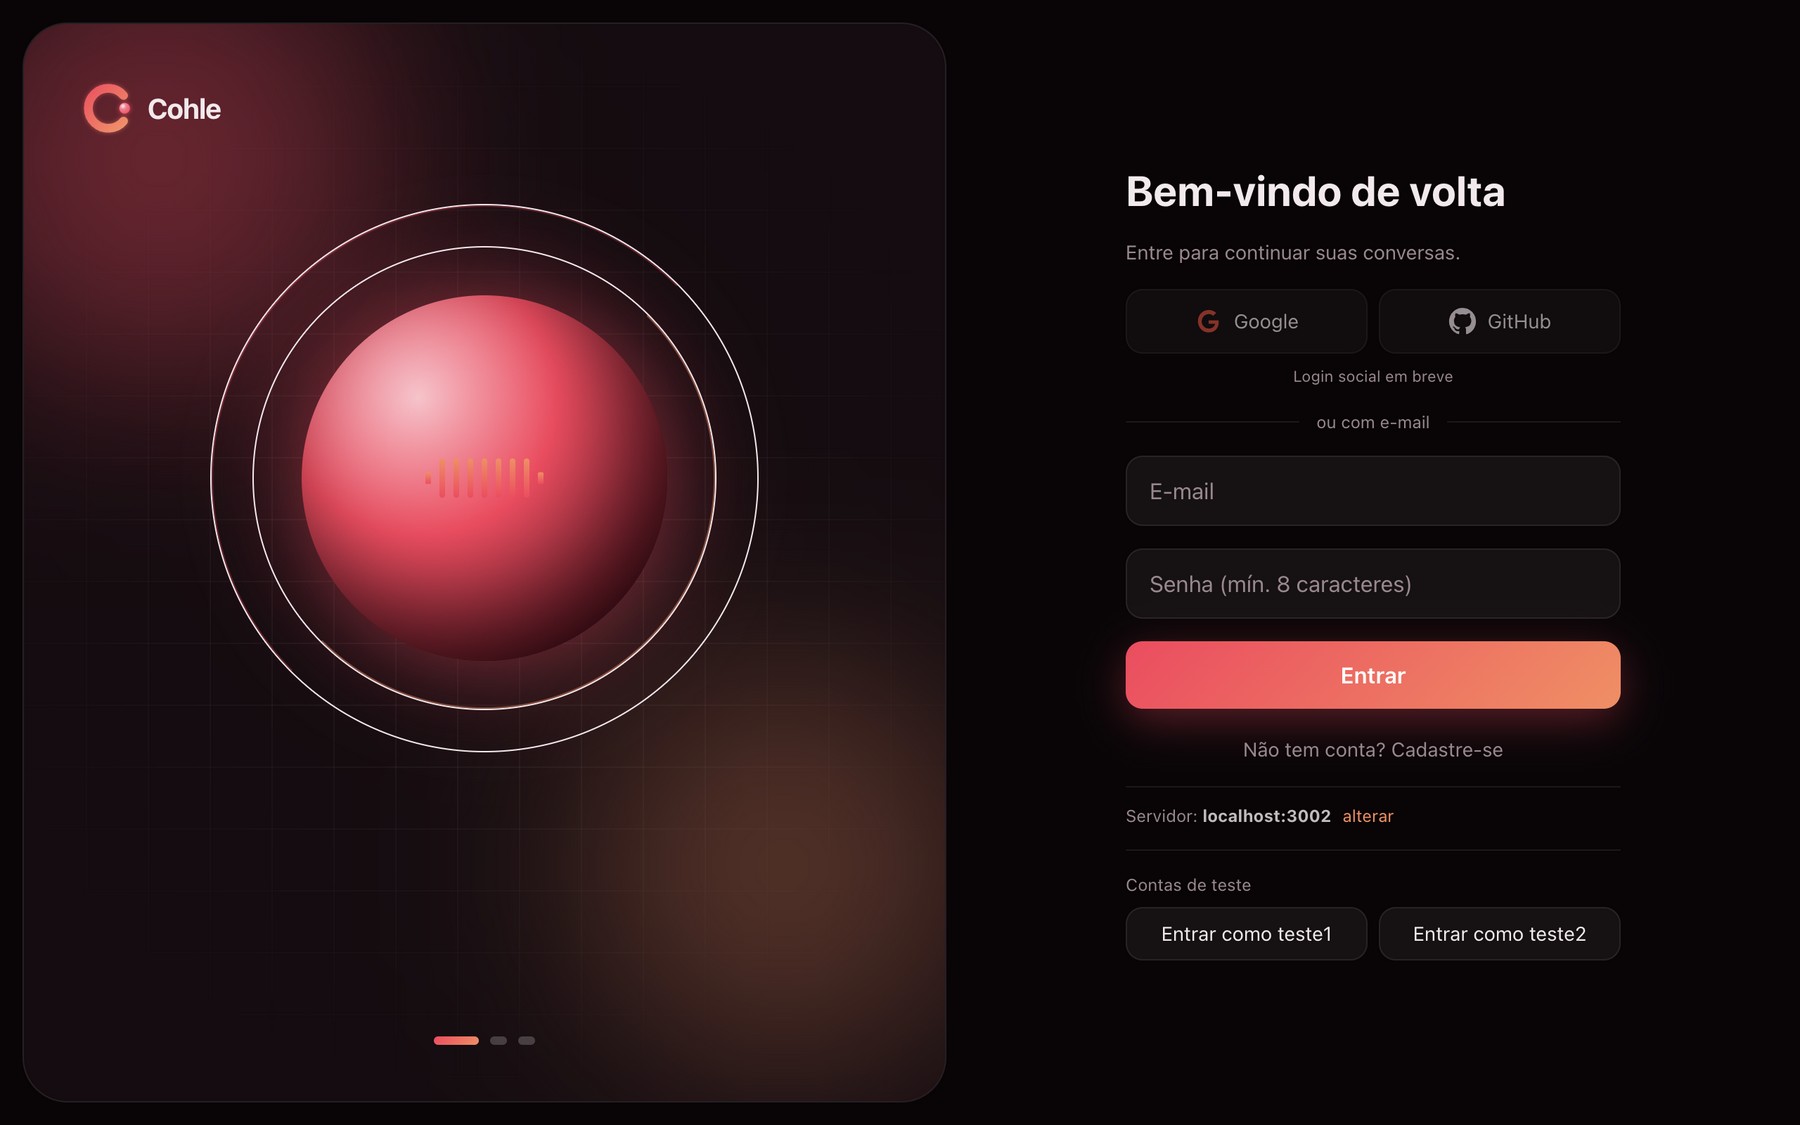 Cohle
Bem-vindo de volta
Entre para continuar suas conversas.
Google
GitHub
Login social em breve
ou com e-mail
E-mail
Senha (mín. 8 caracteres)
Entrar
Não tem conta? Cadastre-se
Servidor: localhost:3002 alterar
Contas de teste
Entrar como teste1
Entrar como teste2